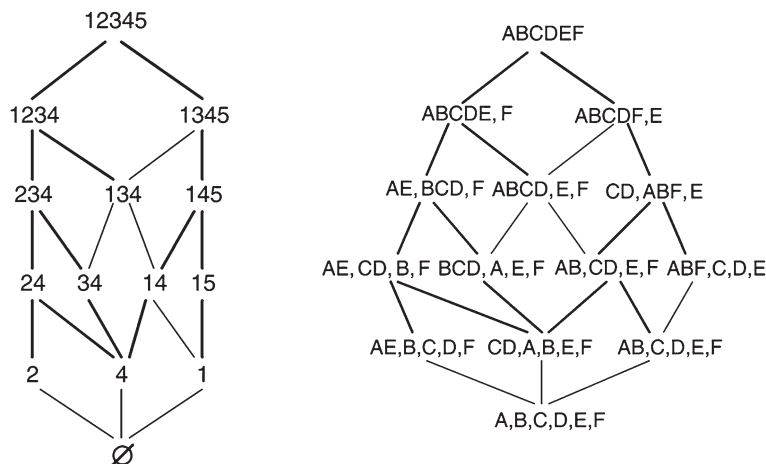 12345
1234 1345
234 134 145
24 34 14 15
2 4 1
∅
ABCDEF
ABCDE, F ABCDF,E
AE,BCD,F ABCD,E,F CD,ABF,E
AE,CD,B,F BCD,A,E,F AB,CD,E,F ABF,C,D,E
AE,B,C,D,F CD,A,B,E,F AB,C,D,E,F
A,B,C,D,E,F